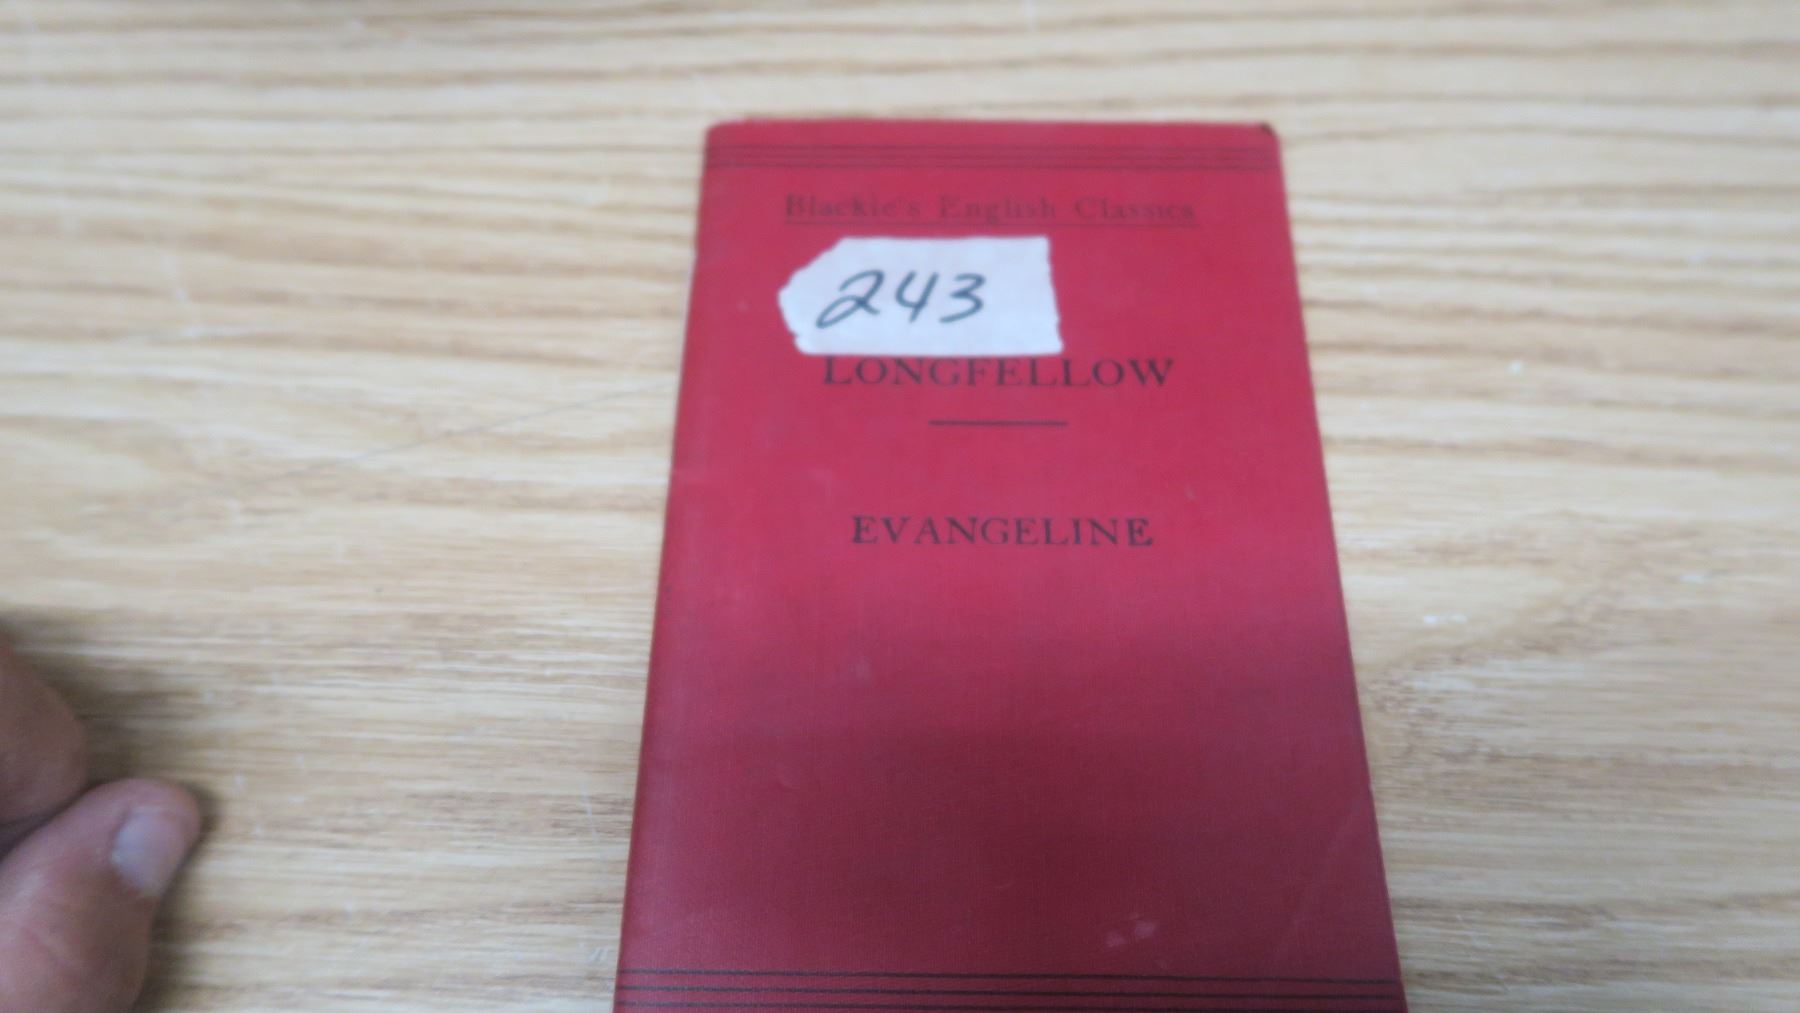 Blackie's English Classics
243
LONGFELLOW
EVANGELINE